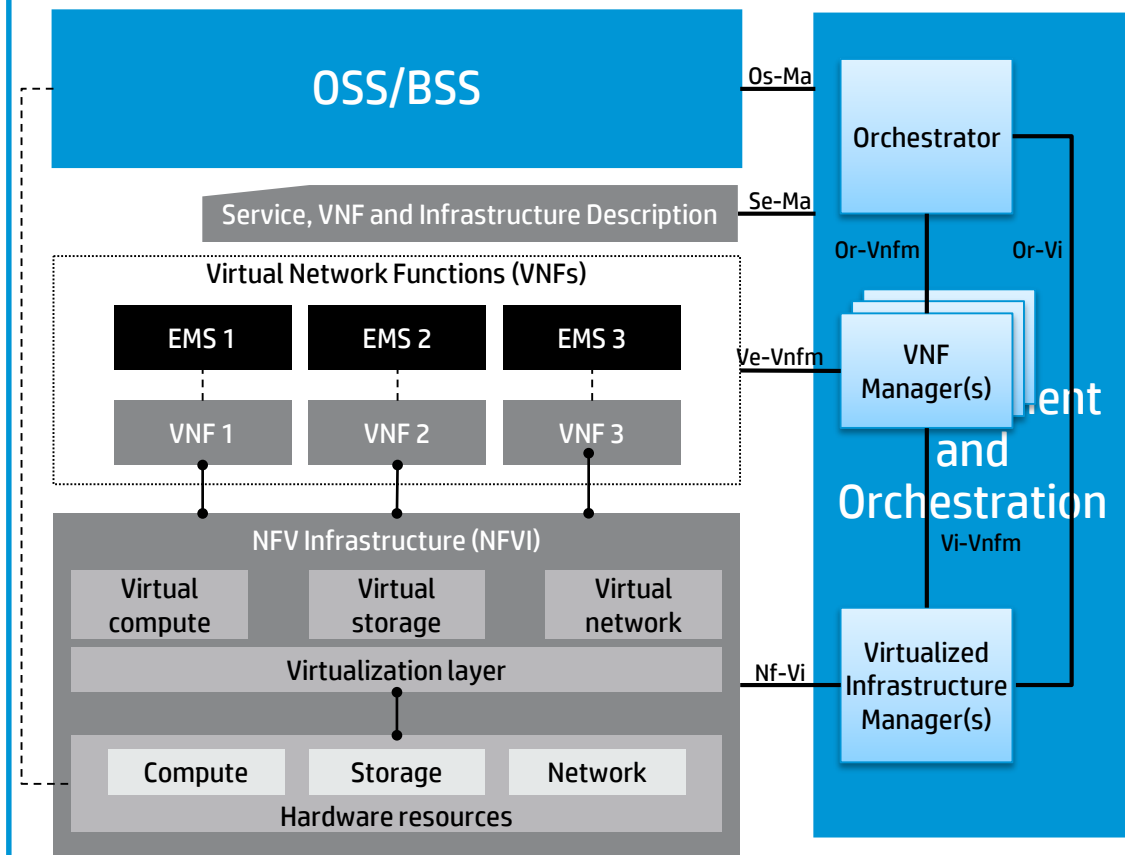 OSS/BSS
Os-Ma
Orchestrator
Service, VNF and Infrastructure Description
Se-Ma
Or-Vnfm
Or-Vi
Virtual Network Functions (VNFs)
EMS 1
EMS 2
EMS 3
Ve-Vnfm
VNF
Manager(s)
VNF 1
VNF 2
VNF 3
and
Orchestration
Vi-Vnfm
NFV Infrastructure (NFVI)
Virtual
compute
Virtual
storage
Virtual
network
Virtualization layer
Nf-Vi
Virtualized
Infrastructure
Manager(s)
Compute
Storage
Network
Hardware resources